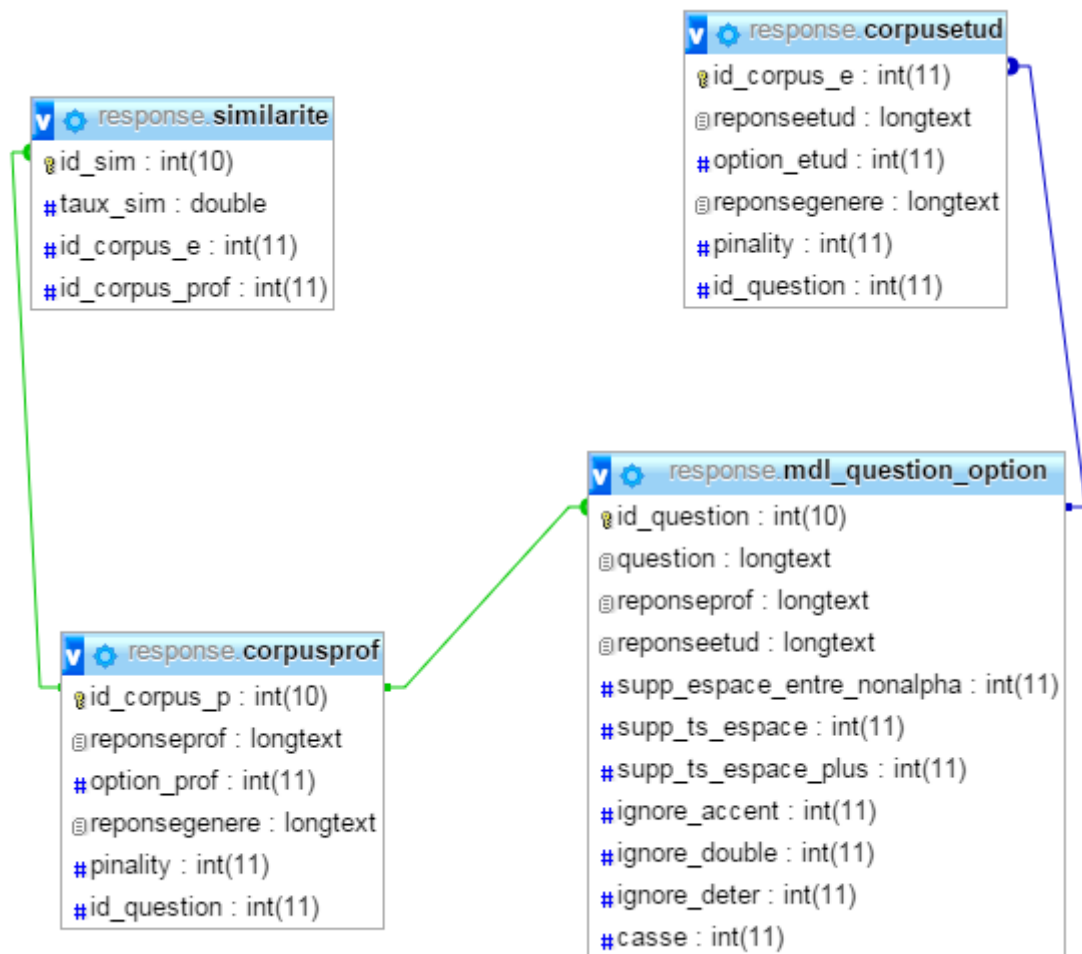 response.similarite
id_sim : int(10)
#taux_sim : double
#id_corpus_e : int(11)
#id_corpus_prof : int(11)
response.corpusetud
id_corpus_e : int(11)
reponseetud : longtext
#option_etud : int(11)
reponsegenere : longtext
#pinality : int(11)
#id_question : int(11)
response.corpusprof
id_corpus_p : int(10)
reponseprof : longtext
#option_prof : int(11)
reponsegenere : longtext
#pinality : int(11)
#id_question : int(11)
response.mdl_question_option
id_question : int(10)
question : longtext
reponseprof : longtext
reponseetud : longtext
#supp_espace_entre_nonalpha : int(11)
#supp_ts_espace : int(11)
#supp_ts_espace_plus : int(11)
#ignore_accent : int(11)
#ignore_double : int(11)
#ignore_deter : int(11)
#casse : int(11)